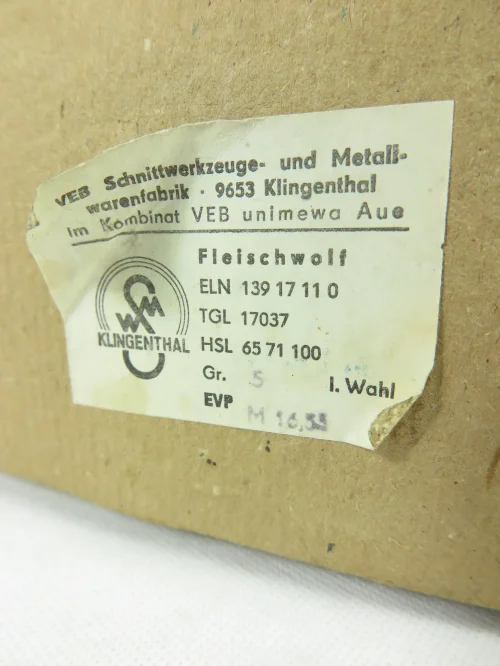 VEB Schnittwerkzeuge- und Metall-
warenfabrik · 9653 Klingenthal
im Kombinat VEB unimewa Aue
Fleischwolf
ELN 139 17 11 0
TGL 17037
HSL 65 71 100
Gr. 5 I. Wahl
EVP M 16,55
SWM
KLINGENTHAL